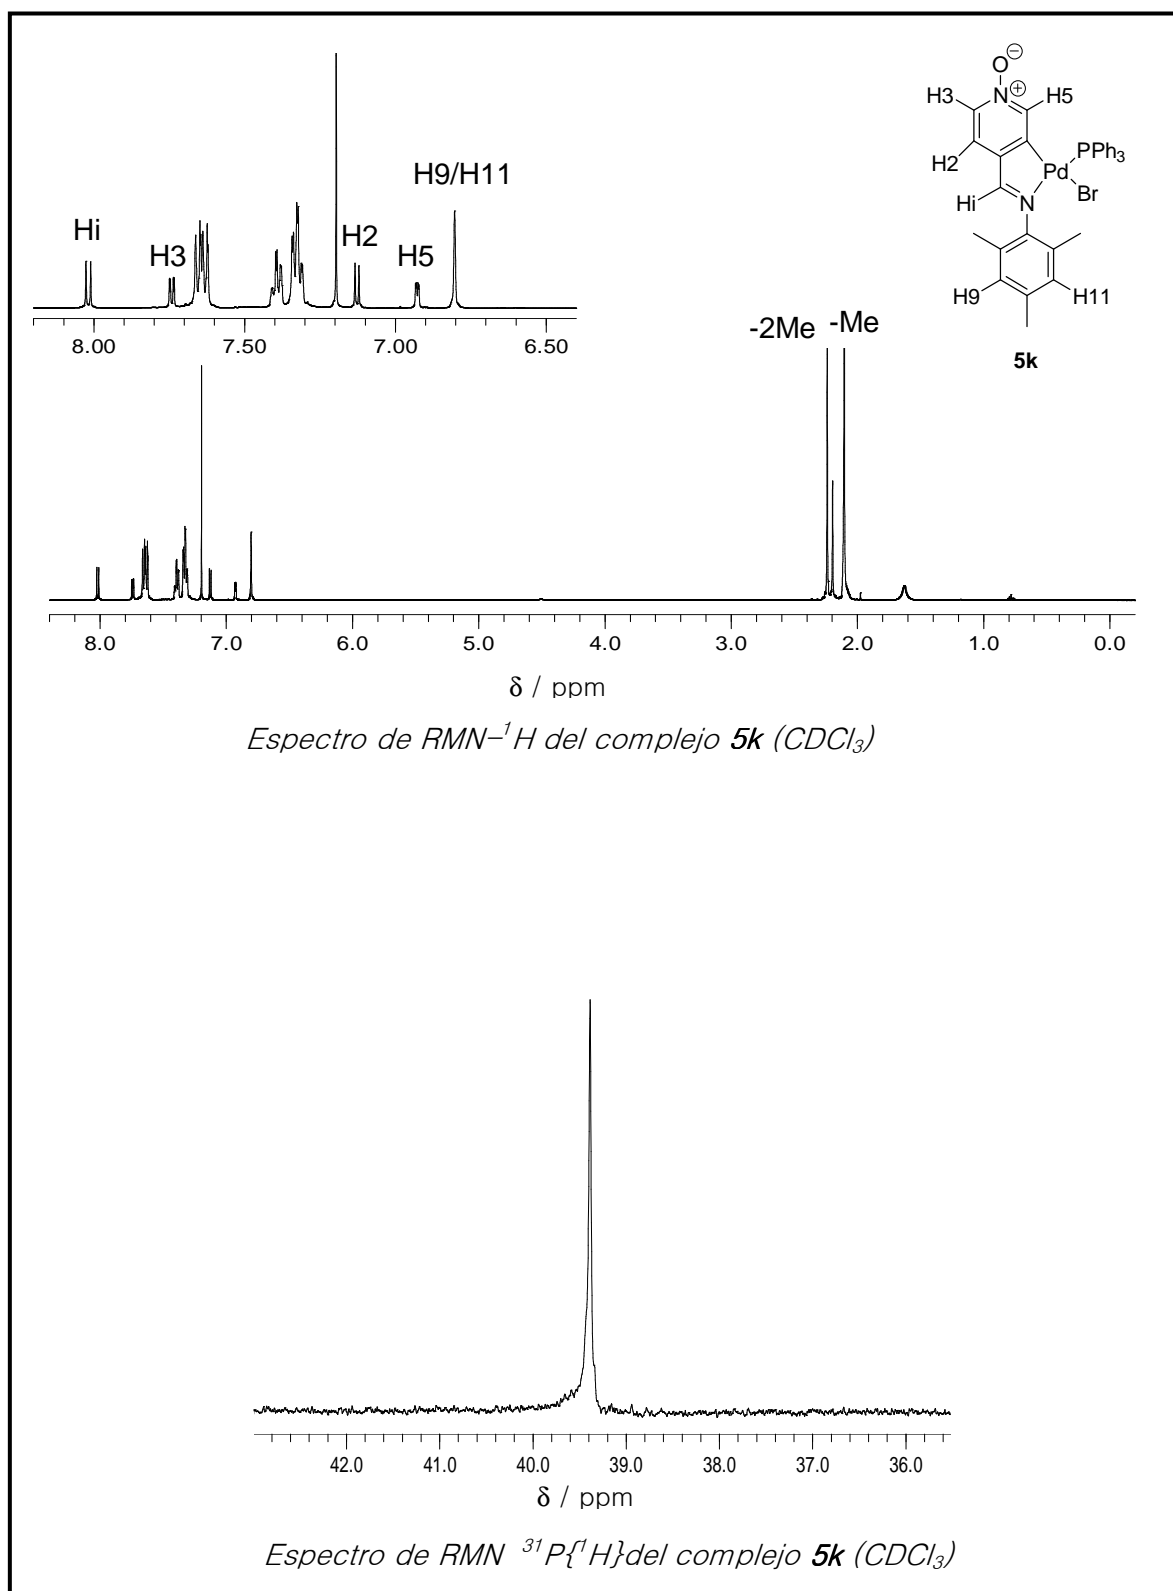 O⊖
N⊕
H3 H5
H2
PPh3
Pd
Br
Hi
N
H9 H11
5k
Hi
H3
H2
H5
H9/H11
8.00 7.50 7.00 6.50
-2Me -Me
8.0 7.0 6.0 5.0 4.0 3.0 2.0 1.0 0.0
δ / ppm
Espectro de RMN–¹H del complejo 5k (CDCl₃)
42.0 41.0 40.0 39.0 38.0 37.0 36.0
δ / ppm
Espectro de RMN ³¹P{¹H}del complejo 5k (CDCl₃)